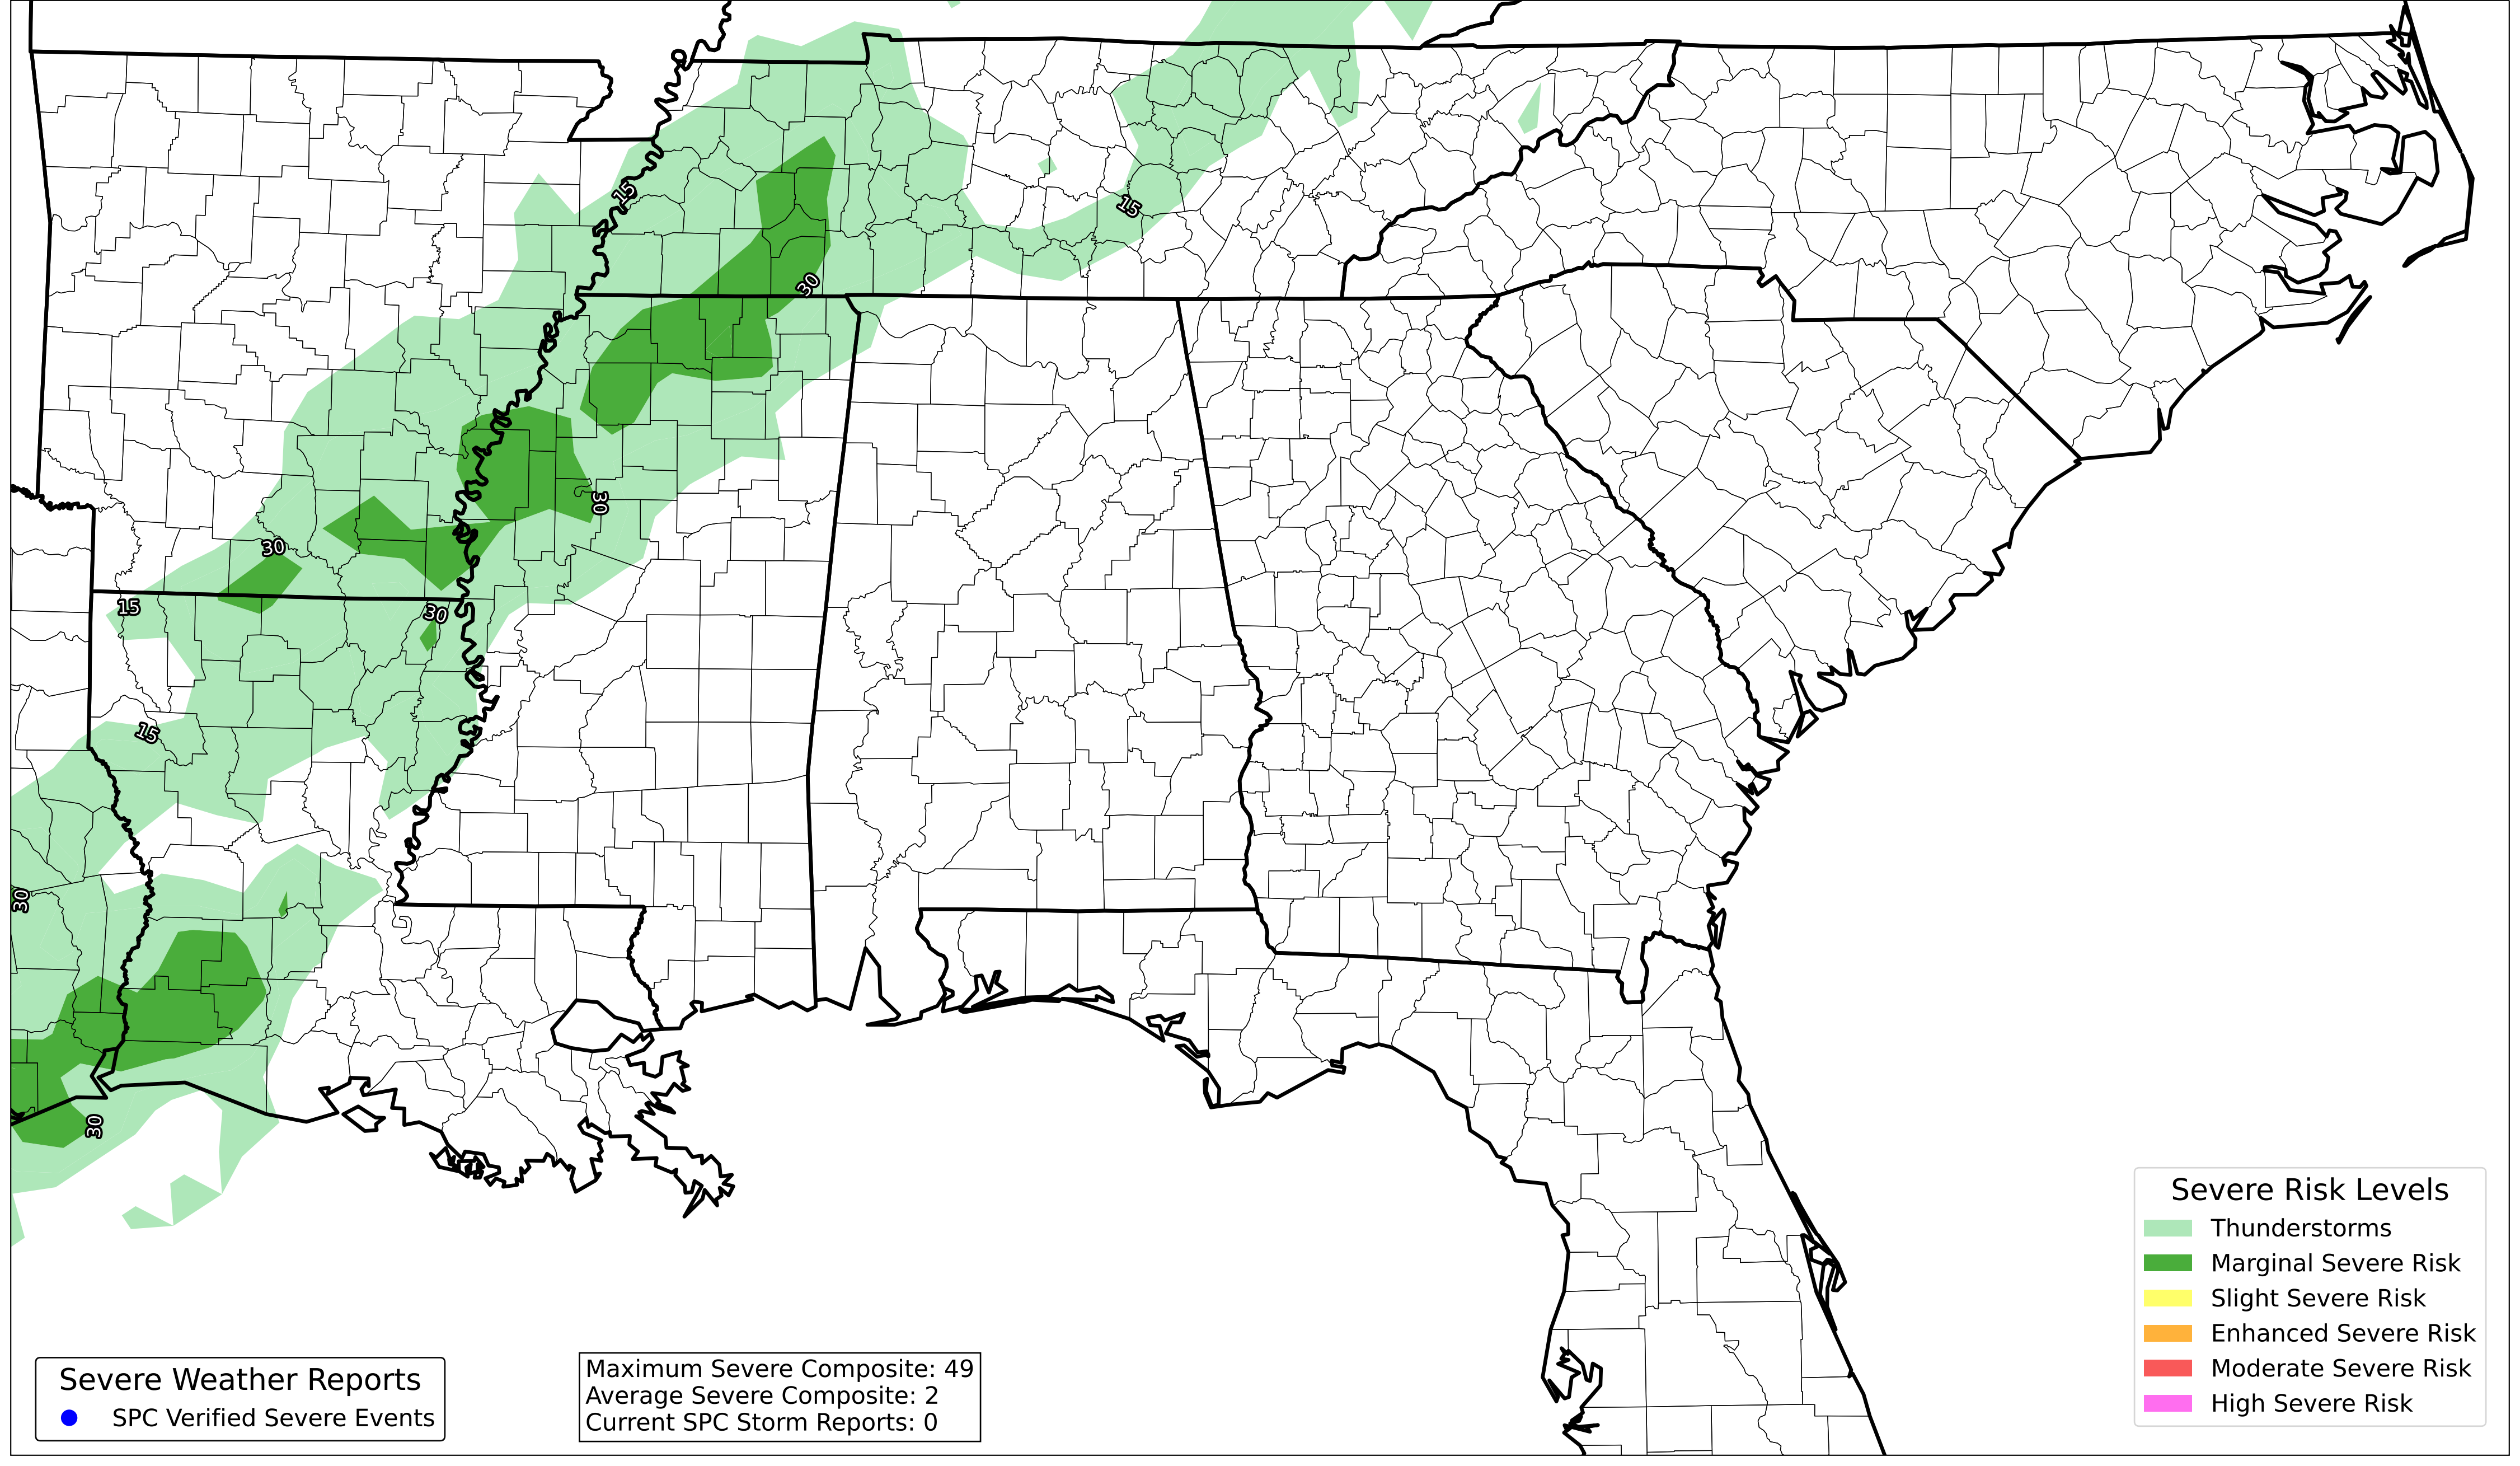 15
15
30
30
30
15
30
15
30
30
Severe Risk Levels
Thunderstorms
Marginal Severe Risk
Slight Severe Risk
Enhanced Severe Risk
Moderate Severe Risk
High Severe Risk
Severe Weather Reports
SPC Verified Severe Events
Maximum Severe Composite: 49
Average Severe Composite: 2
Current SPC Storm Reports: 0